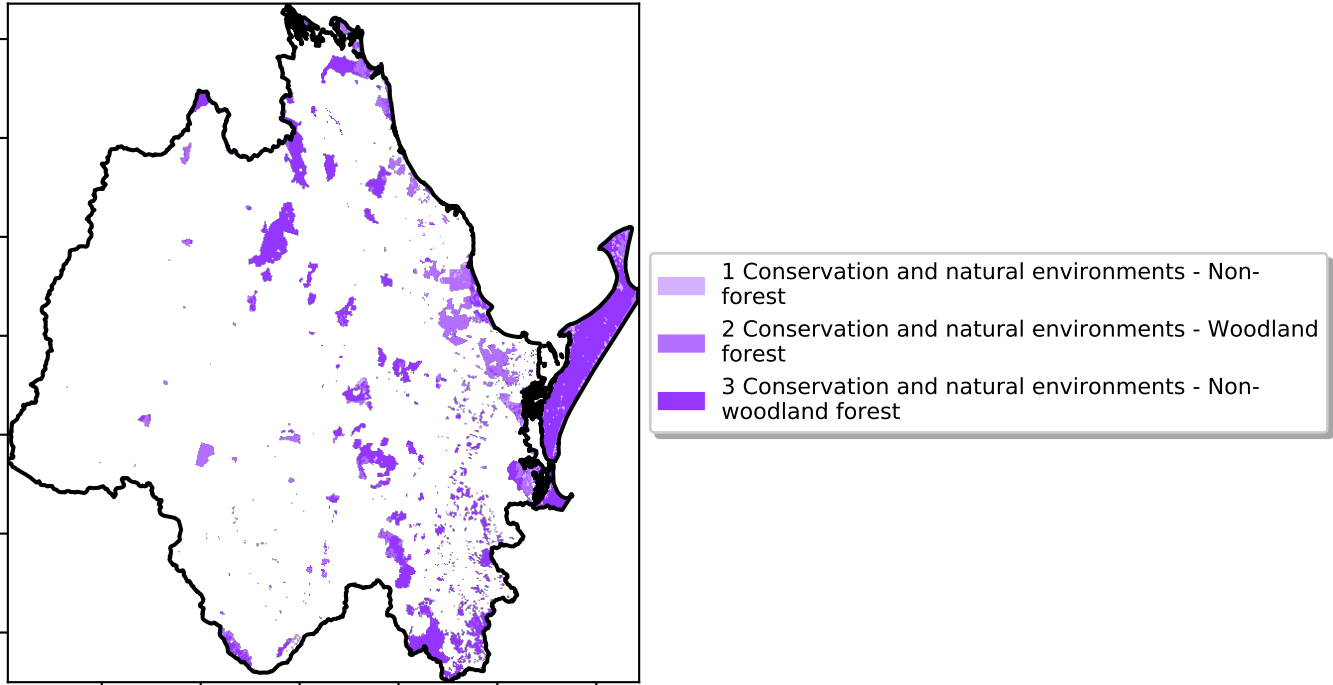 1 Conservation and natural environments - Non-
forest
2 Conservation and natural environments - Woodland
forest
3 Conservation and natural environments - Non-
woodland forest